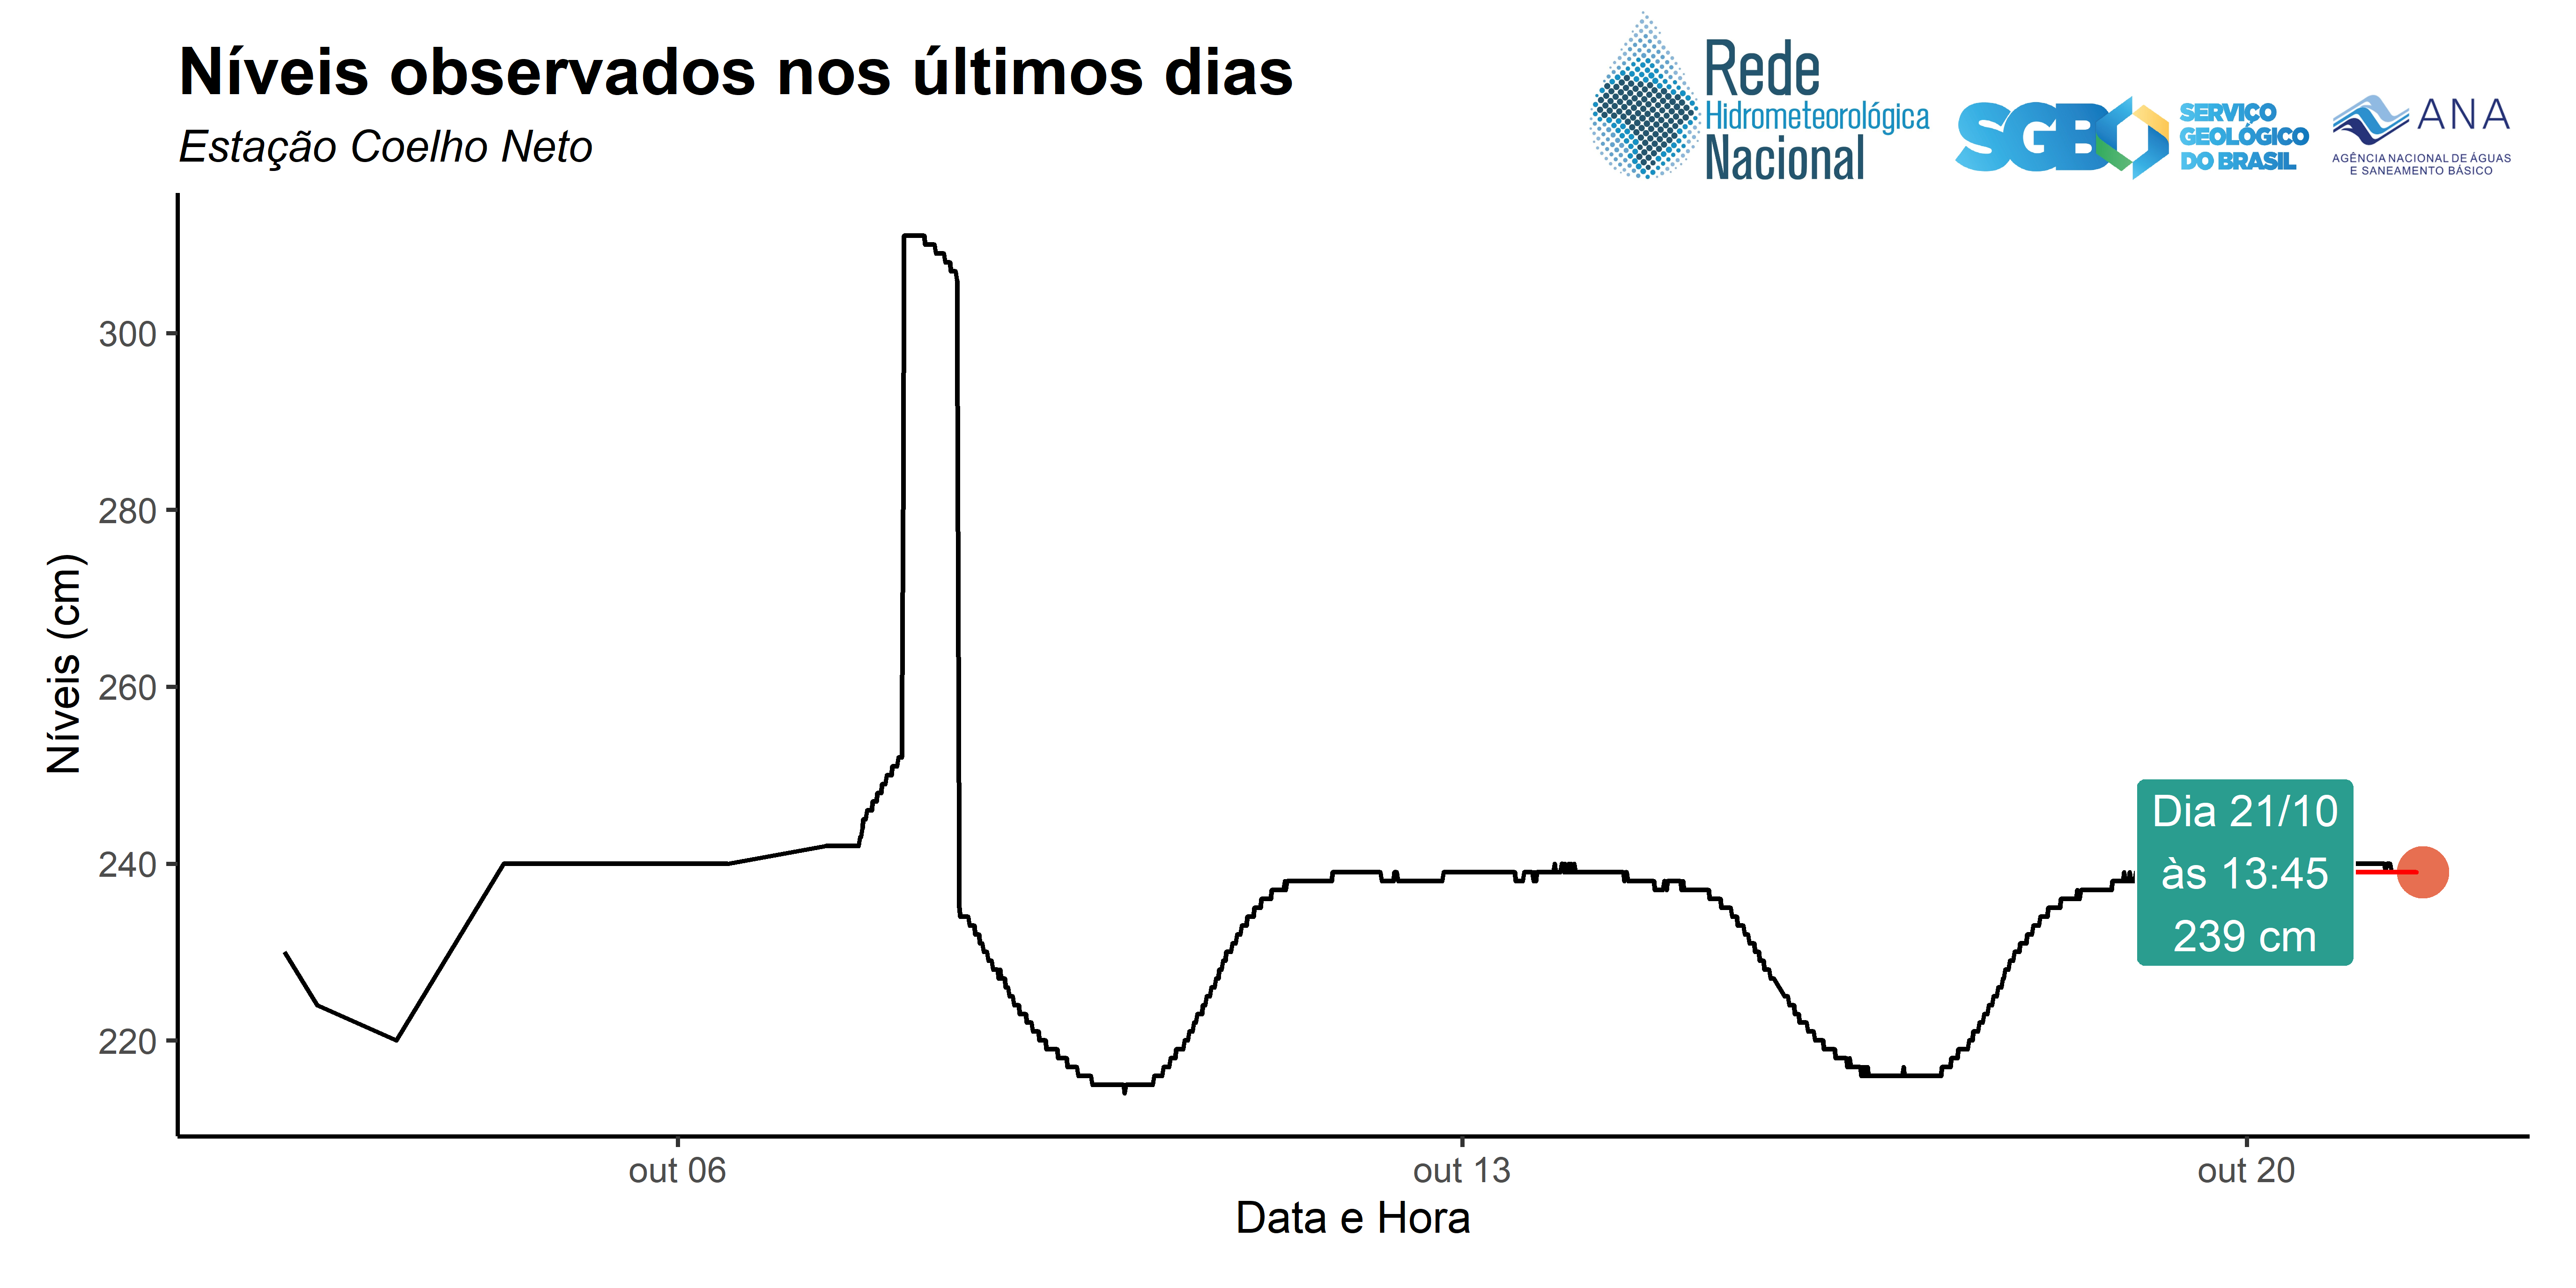 Níveis observados nos últimos dias
Estação Coelho Neto
Rede
Hidrometeorológica
Nacional
SGB
SERVIÇO
GEOLÓGICO
DO BRASIL
ANA
AGÊNCIA NACIONAL DE ÁGUAS
E SANEAMENTO BÁSICO
Níveis (cm)
300
280
260
240
220
Dia 21/10
às 13:45
239 cm
out 06
out 13
out 20
Data e Hora